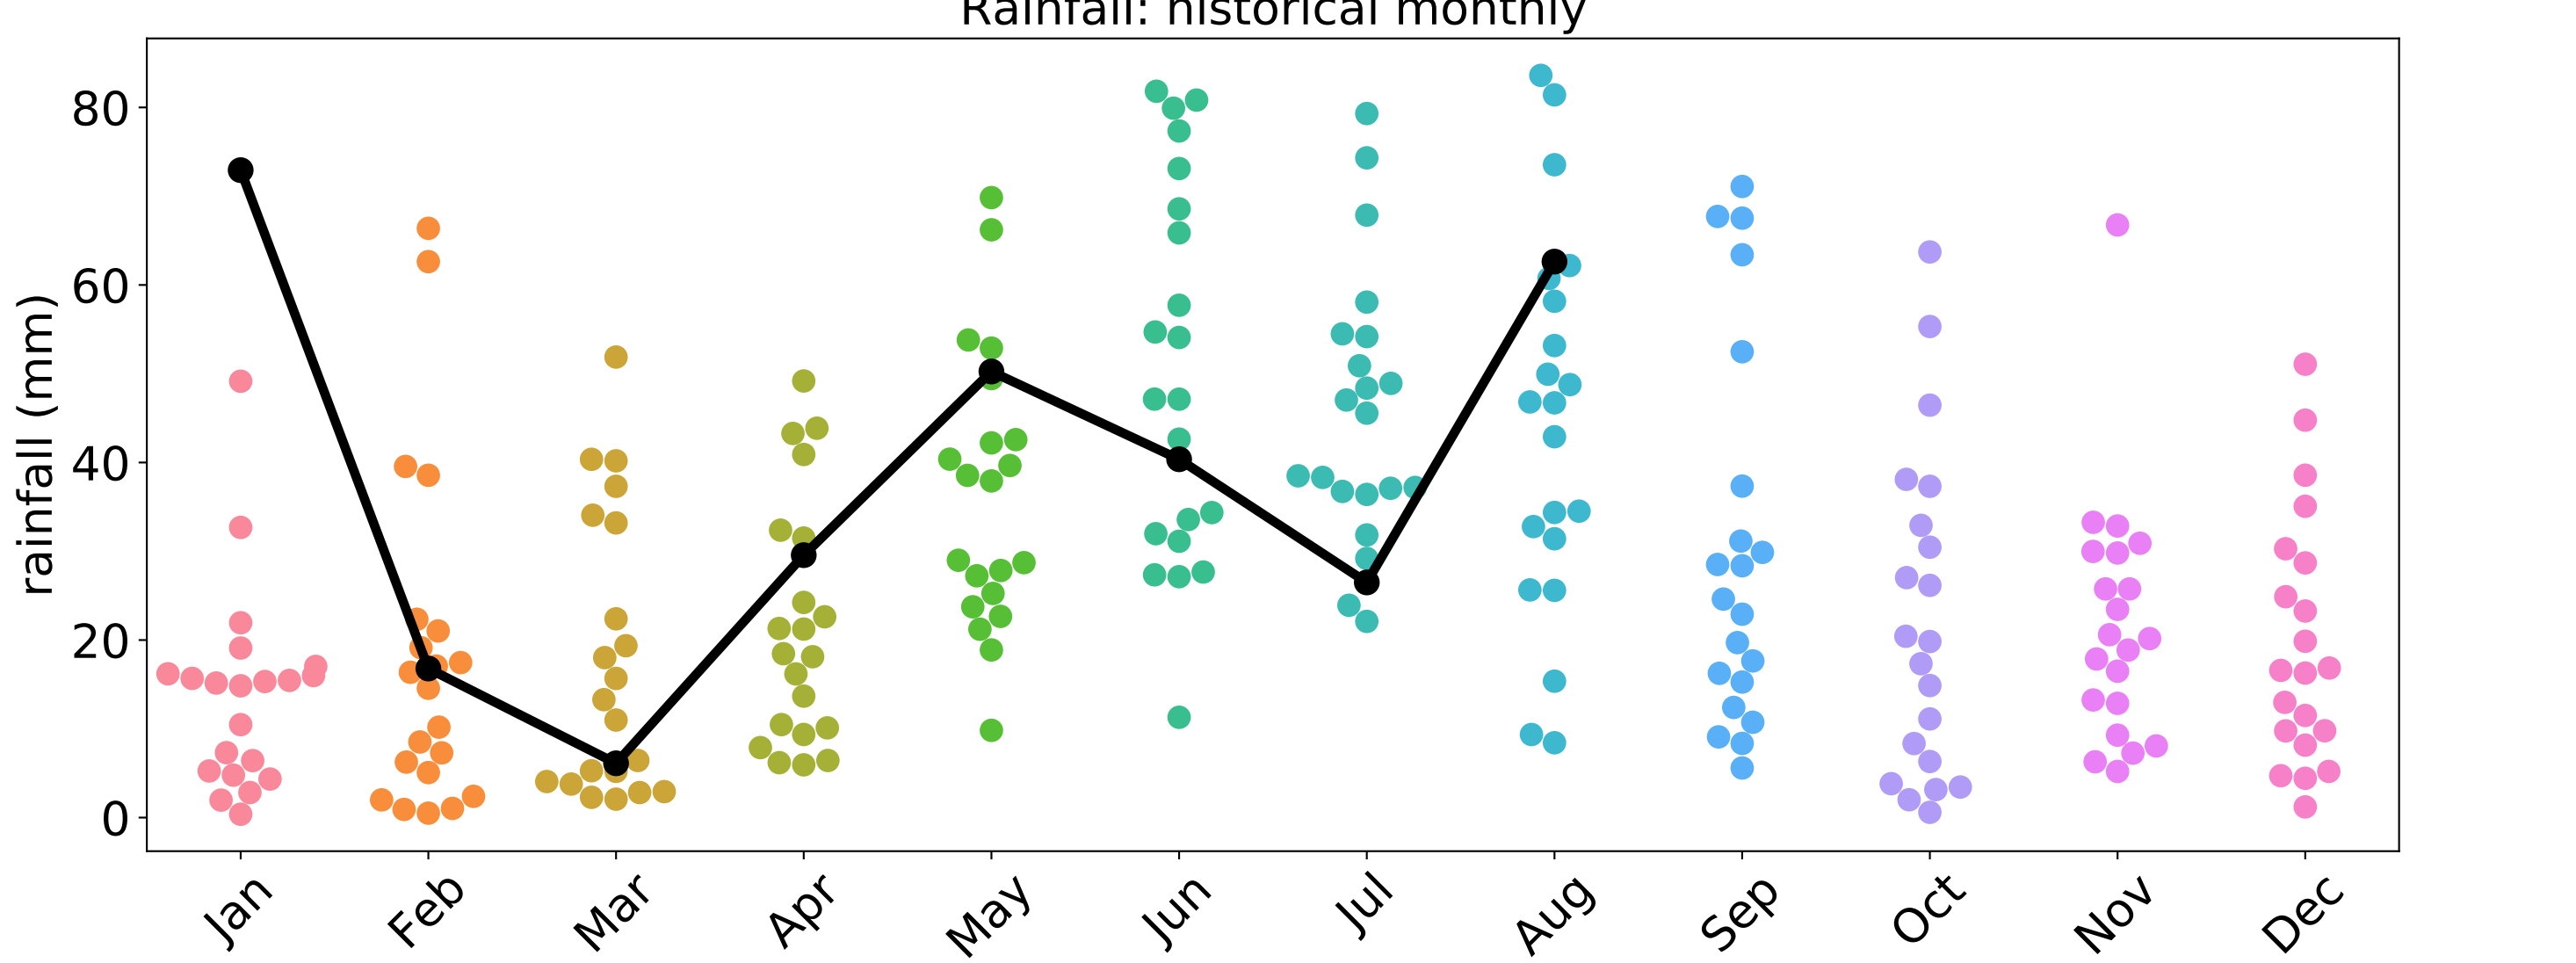 Rainfall: historical monthly
rainfall (mm)
80
60
40
20
0
Jan
Feb
Mar
Apr
May
Jun
Jul
Aug
Sep
Oct
Nov
Dec